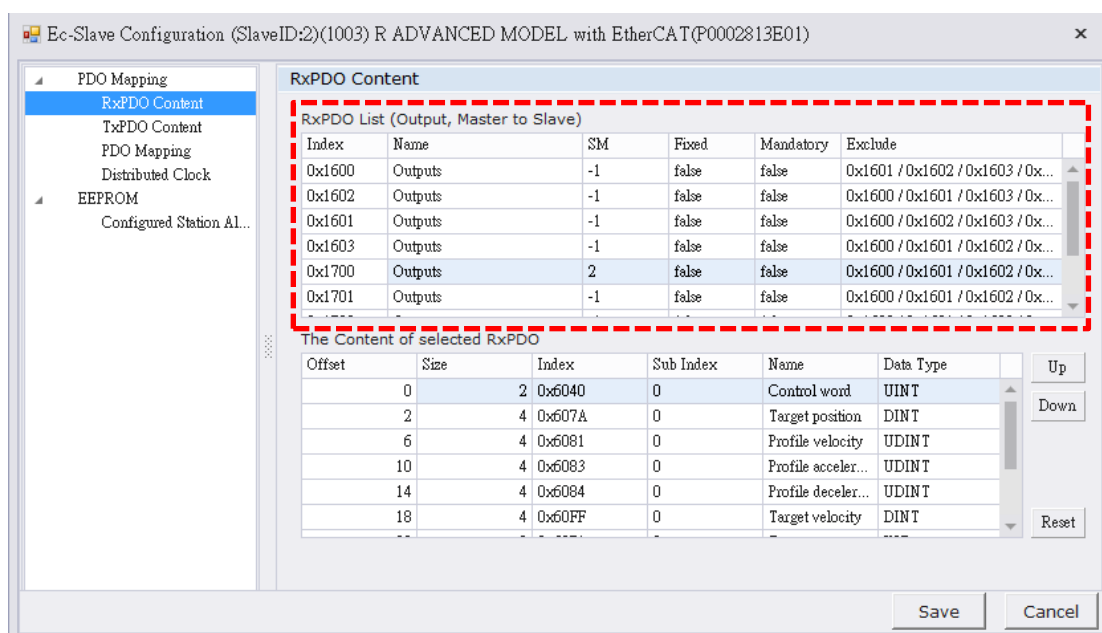 Ec-Slave Configuration (SlaveID:2)(1003) R ADVANCED MODEL with EtherCAT(P0002813E01)
PDO Mapping
RxPDO Content
TxPDO Content
PDO Mapping
Distributed Clock
EEPROM
Configured Station Al...
RxPDO Content
RxPDO List (Output, Master to Slave)
Index Name SM Fixed Mandatory Exclude
0x1600 Outputs -1 false false 0x1601 / 0x1602 / 0x1603 / 0x...
0x1602 Outputs -1 false false 0x1600 / 0x1601 / 0x1603 / 0x...
0x1601 Outputs -1 false false 0x1600 / 0x1602 / 0x1603 / 0x...
0x1603 Outputs -1 false false 0x1600 / 0x1601 / 0x1602 / 0x...
0x1700 Outputs 2 false false 0x1600 / 0x1601 / 0x1602 / 0x...
0x1701 Outputs -1 false false 0x1600 / 0x1601 / 0x1602 / 0x...
The Content of selected RxPDO
Offset Size Index Sub Index Name Data Type
0 2 0x6040 0 Control word UINT
2 4 0x607A 0 Target position DINT
6 4 0x6081 0 Profile velocity UDINT
10 4 0x6083 0 Profile acceler... UDINT
14 4 0x6084 0 Profile deceler... UDINT
18 4 0x60FF 0 Target velocity DINT
Up
Down
Reset
Save Cancel